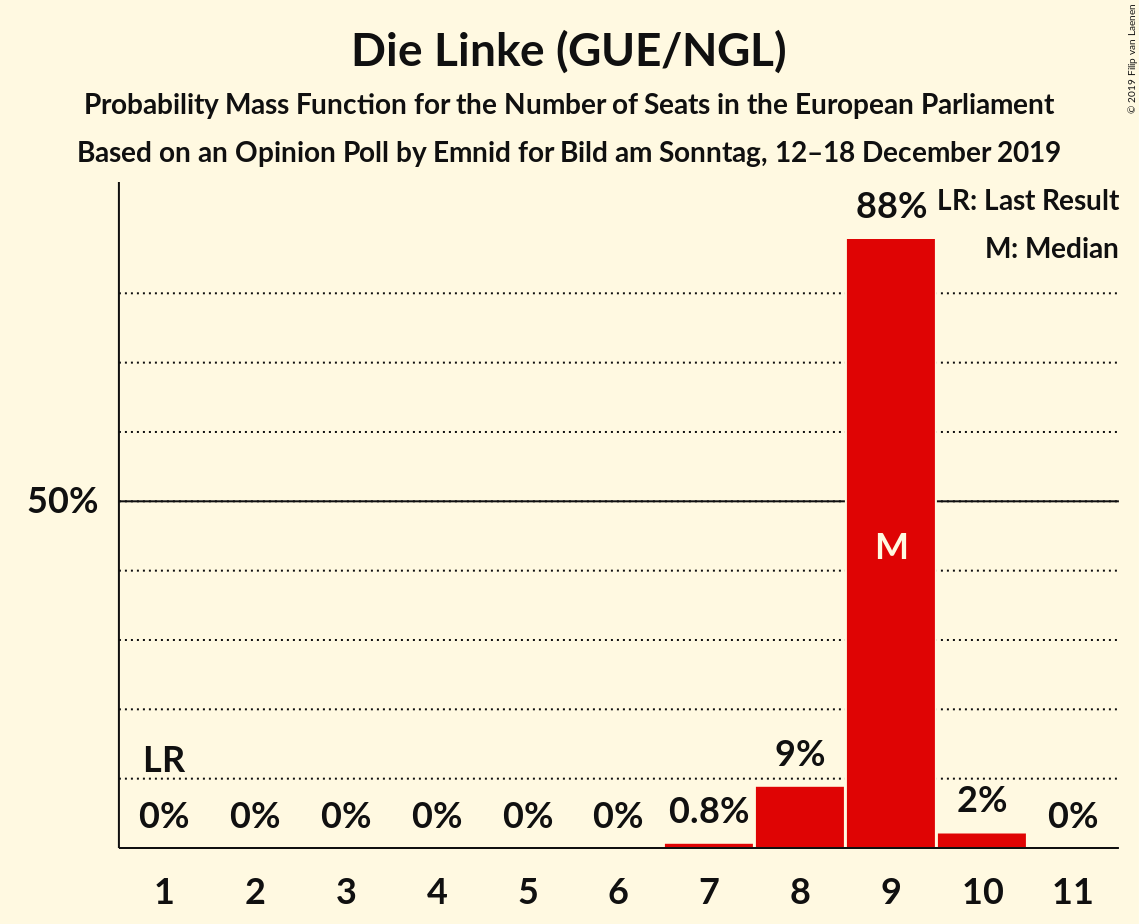 Die Linke (GUE/NGL)
Probability Mass Function for the Number of Seats in the European Parliament
Based on an Opinion Poll by Emnid for Bild am Sonntag, 12–18 December 2019
© 2019 Filip van Laenen
88% LR: Last Result
M: Median
50%
M
LR
9%
0% 0% 0% 0% 0% 0% 0.8% 2% 0%
1 2 3 4 5 6 7 8 9 10 11